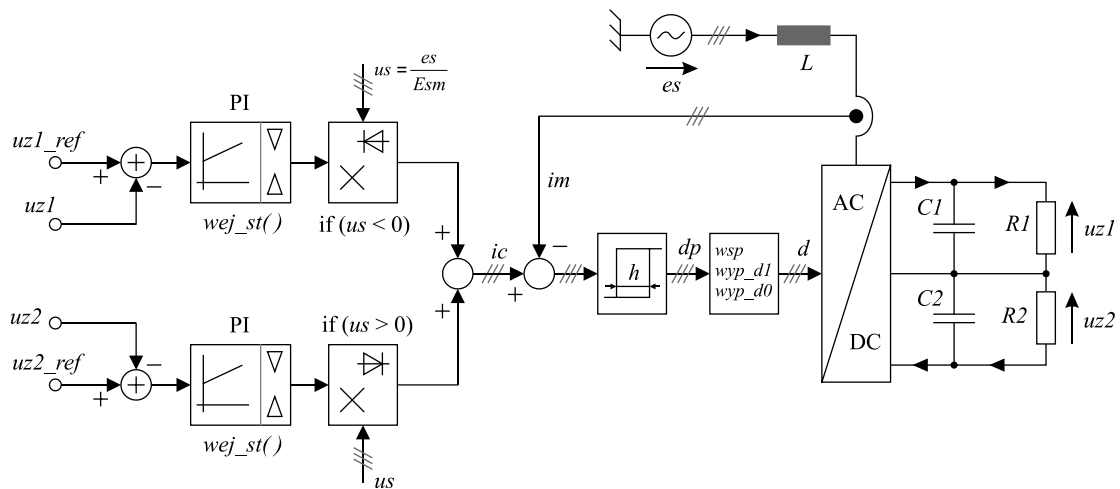 us = es / Esm
es
L
PI
uz1_ref
+
+
−
uz1
wej_st( )
if (us < 0)
im
+
ic
−
+
+
h
dp
wsp
wyp_d1
wyp_d0
d
AC
DC
C1
R1
uz1
C2
R2
uz2
uz2
PI
if (us > 0)
−
uz2_ref
+
+
wej_st( )
us